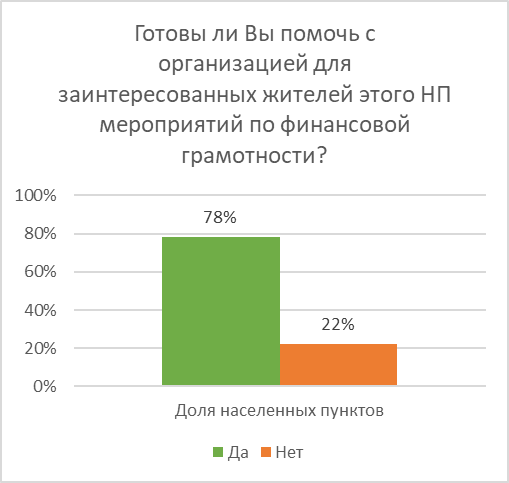 Готовы ли Вы помочь с
организацией для
заинтересованных жителей этого НП
мероприятий по финансовой
грамотности?
100%
78%
80%
60%
40%
22%
20%
0%
Доля населенных пунктов
Да Нет